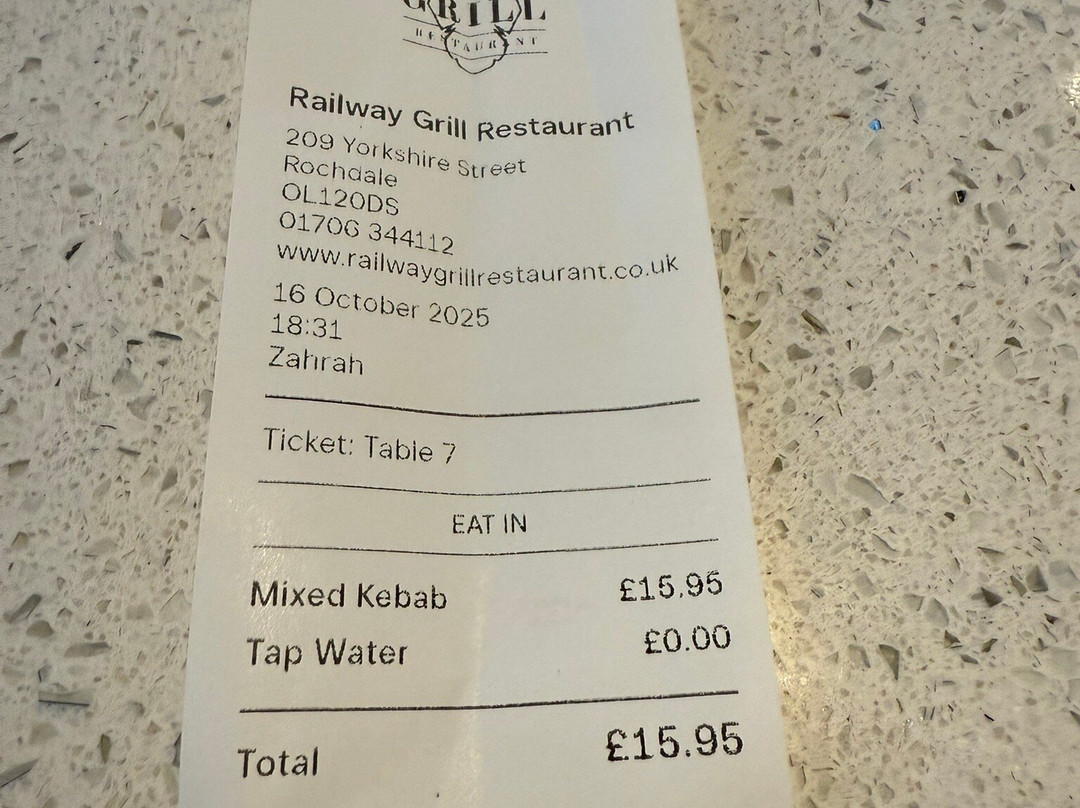 GRILL
RESTAURANT
Railway Grill Restaurant
209 Yorkshire Street
Rochdale
OL120DS
01706 344112
www.railwaygrillrestaurant.co.uk
16 October 2025
18:31
Zahrah
Ticket: Table 7
EAT IN
Mixed Kebab £15.95
Tap Water £0.00
Total £15.95